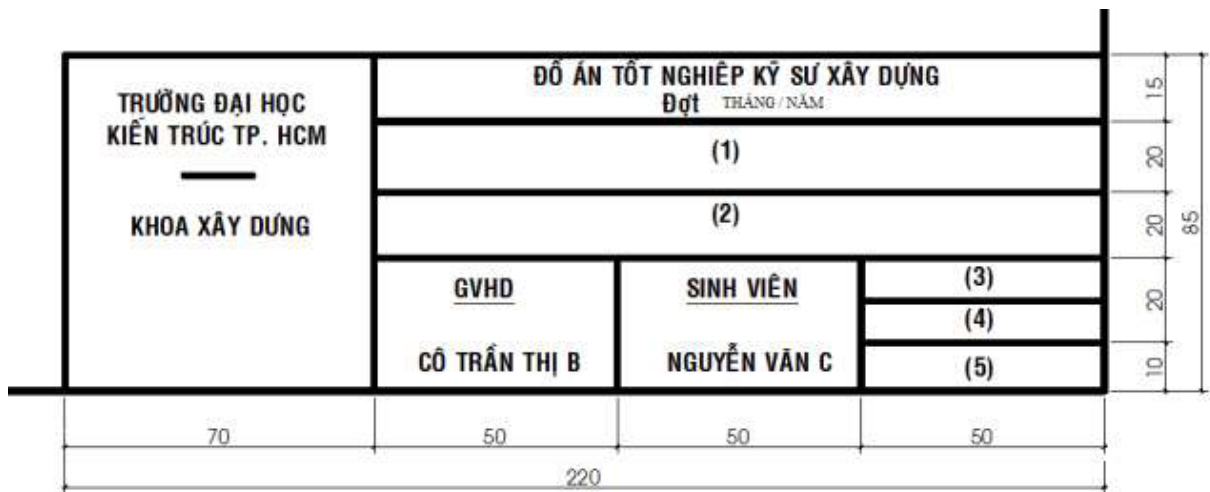 TRƯỜNG ĐẠI HỌC
KIẾN TRÚC TP. HCM
KHOA XÂY DƯNG
ĐỒ ÁN TỐT NGHIÊP KỸ SƯ XÂY DỰNG
Đợt THÁNG / NĂM
(1)
(2)
GVHD
CÔ TRẦN THỊ B
SINH VIÊN
NGUYỄN VĂN C
(3)
(4)
(5)
15
20
20
20
10
85
70
50
50
50
220